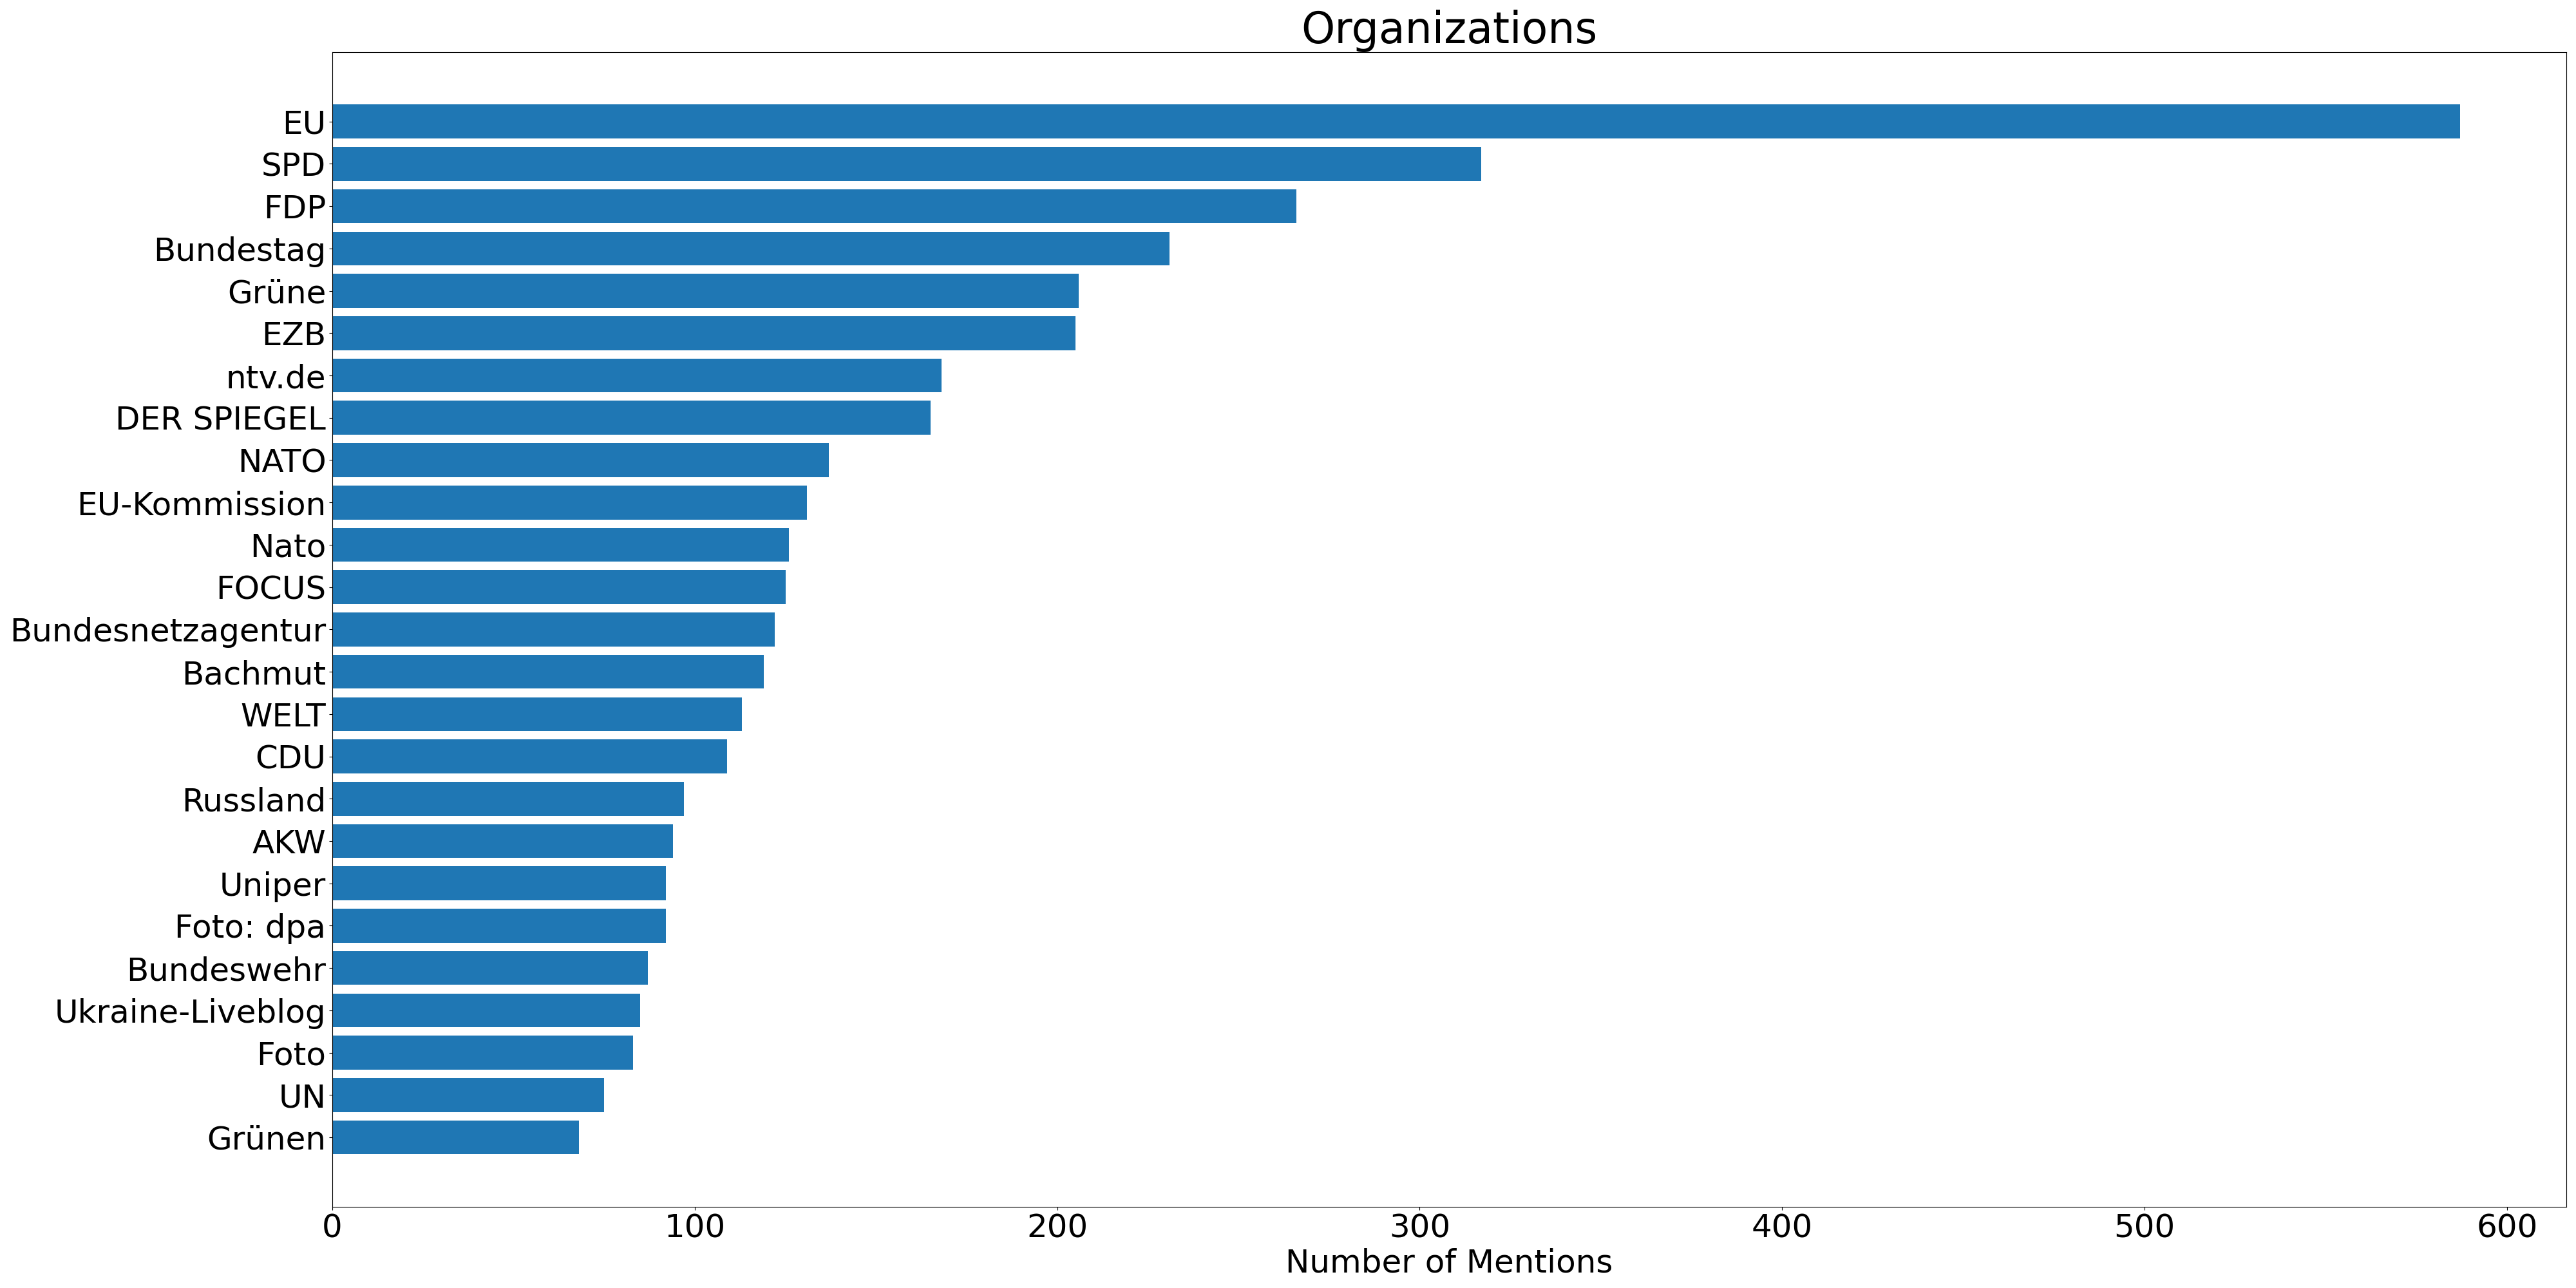 Organizations
EU
SPD
FDP
Bundestag
Grüne
EZB
ntv.de
DER SPIEGEL
NATO
EU-Kommission
Nato
FOCUS
Bundesnetzagentur
Bachmut
WELT
CDU
Russland
AKW
Uniper
Foto: dpa
Bundeswehr
Ukraine-Liveblog
Foto
UN
Grünen
0 100 200 300 400 500 600
Number of Mentions